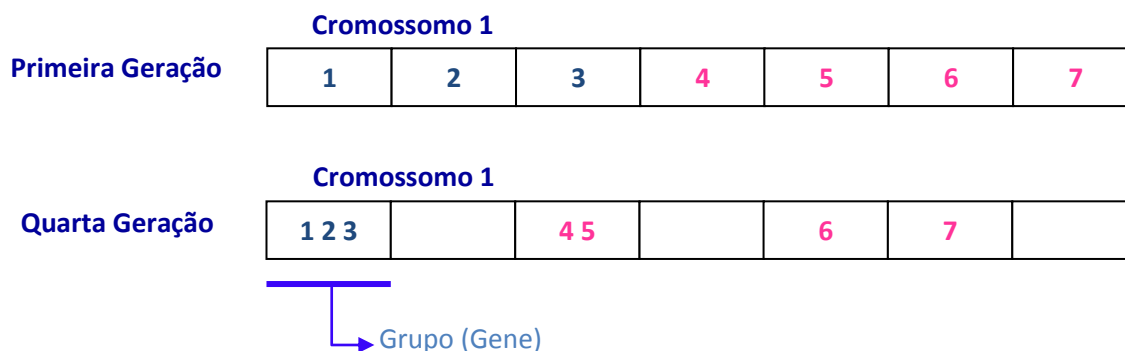 Cromossomo 1
Primeira Geração 1 2 3 4 5 6 7
Cromossomo 1
Quarta Geração 1 2 3 4 5 6 7
Grupo (Gene)